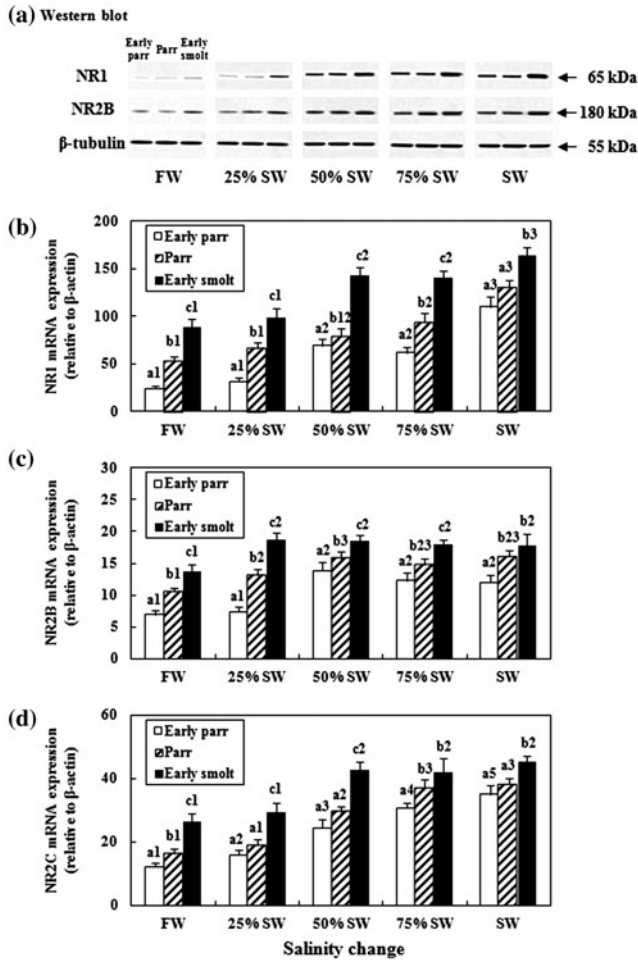 (a) Western blot
Early parr Parr Early smolt
NR1 65 kDa
NR2B 180 kDa
β-tubulin 55 kDa
FW 25% SW 50% SW 75% SW SW
(b)
NR1 mRNA expression
(relative to β-actin)
200
150
100
50
0
Early parr
Parr
Early smolt
a1 b1 c1 a1 b1 c1 a2 b12 c2 a2 b2 c2 a3 a3 b3
FW 25% SW 50% SW 75% SW SW
(c)
NR2B mRNA expression
(relative to β-actin)
30
25
20
15
10
5
0
Early parr
Parr
Early smolt
a1 b1 c1 a1 b2 c2 a2 b3 c2 a2 b23 c2 a2 b23 b2
FW 25% SW 50% SW 75% SW SW
(d)
NR2C mRNA expression
(relative to β-actin)
60
40
20
0
Early parr
Parr
Early smolt
a1 b1 c1 a2 a1 c1 a3 a2 c2 a4 b3 b2 a5 a3 b2
FW 25% SW 50% SW 75% SW SW
Salinity change